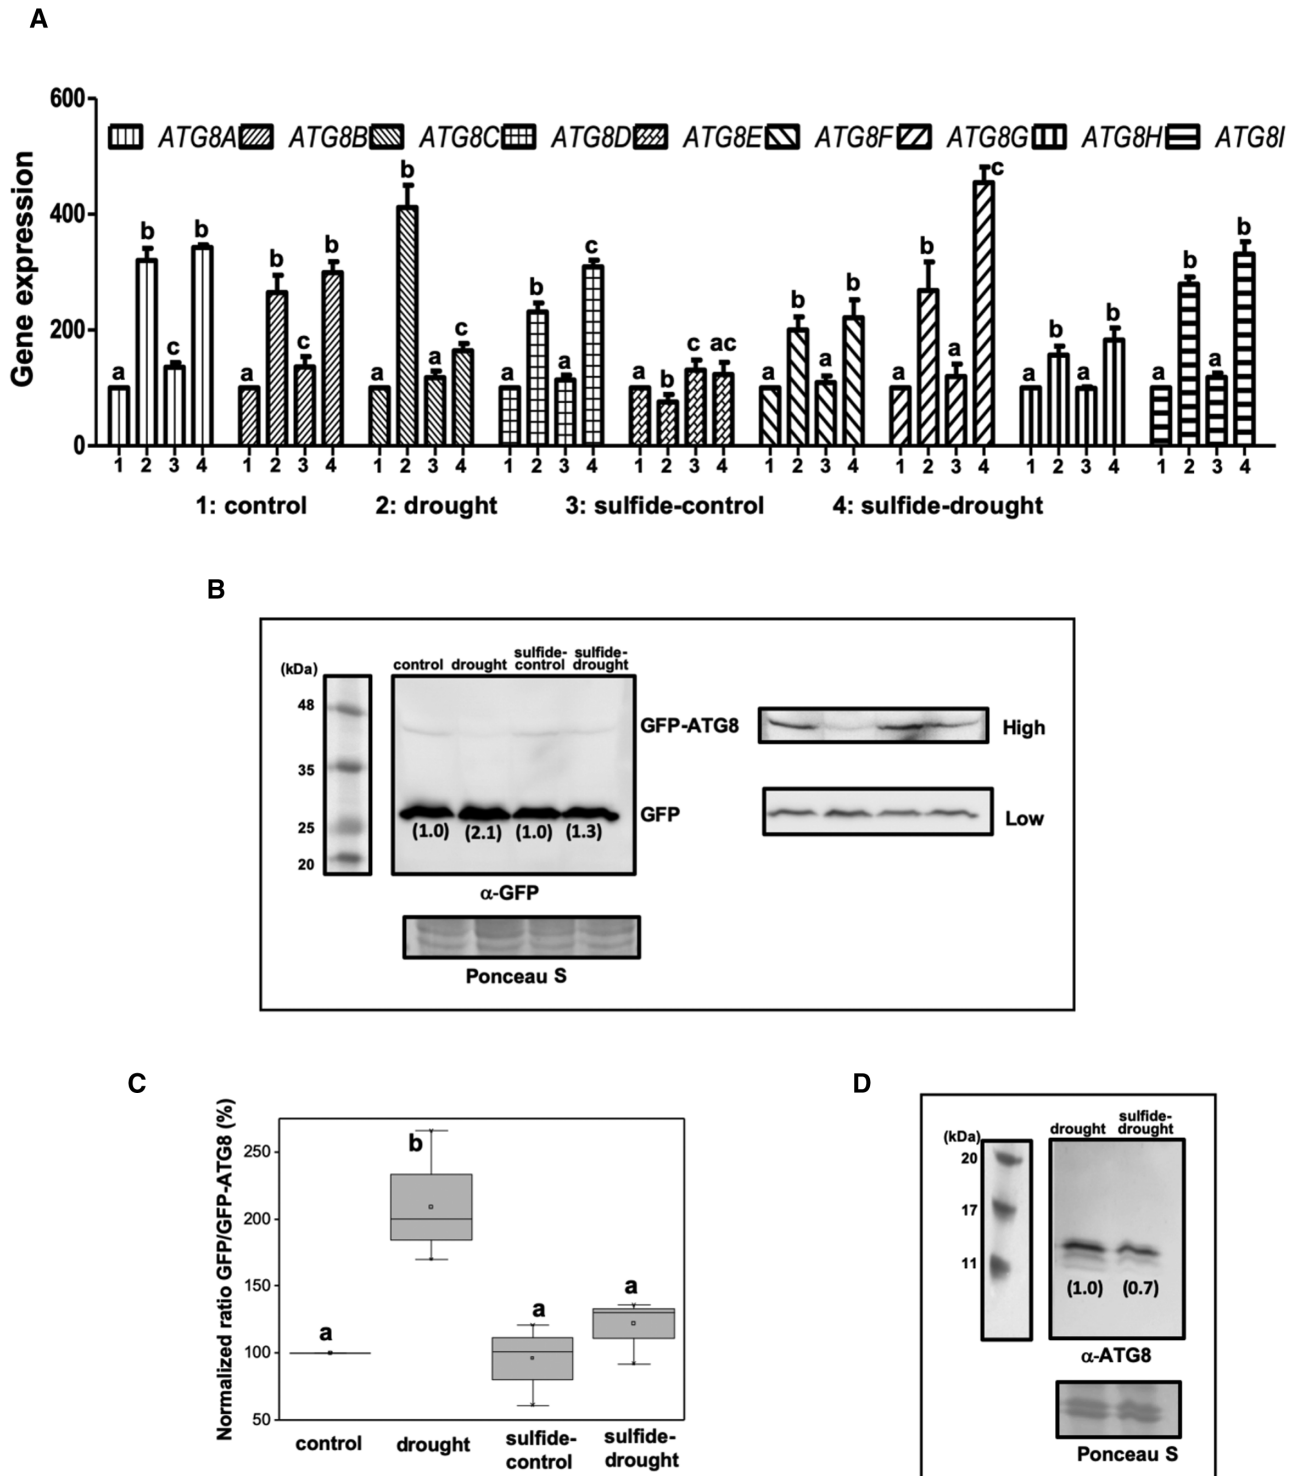 A
600
400
200
0
Gene expression
ATG8A ATG8B ATG8C ATG8D ATG8E ATG8F ATG8G ATG8H ATG8I
a b c b a b c b a b a c a b a c a b c ac a b a b a b a c a b a b a b a b
1 2 3 4 1 2 3 4 1 2 3 4 1 2 3 4 1 2 3 4 1 2 3 4 1 2 3 4 1 2 3 4 1 2 3 4
1: control 2: drought 3: sulfide-control 4: sulfide-drought
B
(kDa)
48
35
25
20
control drought sulfide-control sulfide-drought
GFP-ATG8
GFP
(1.0) (2.1) (1.0) (1.3)
α-GFP
Ponceau S
High
Low
C
Normalized ratio GFP/GFP-ATG8 (%)
250
200
150
100
50
a b a a
control drought sulfide-control sulfide-drought
D
(kDa)
20
17
11
drought sulfide-drought
(1.0) (0.7)
α-ATG8
Ponceau S